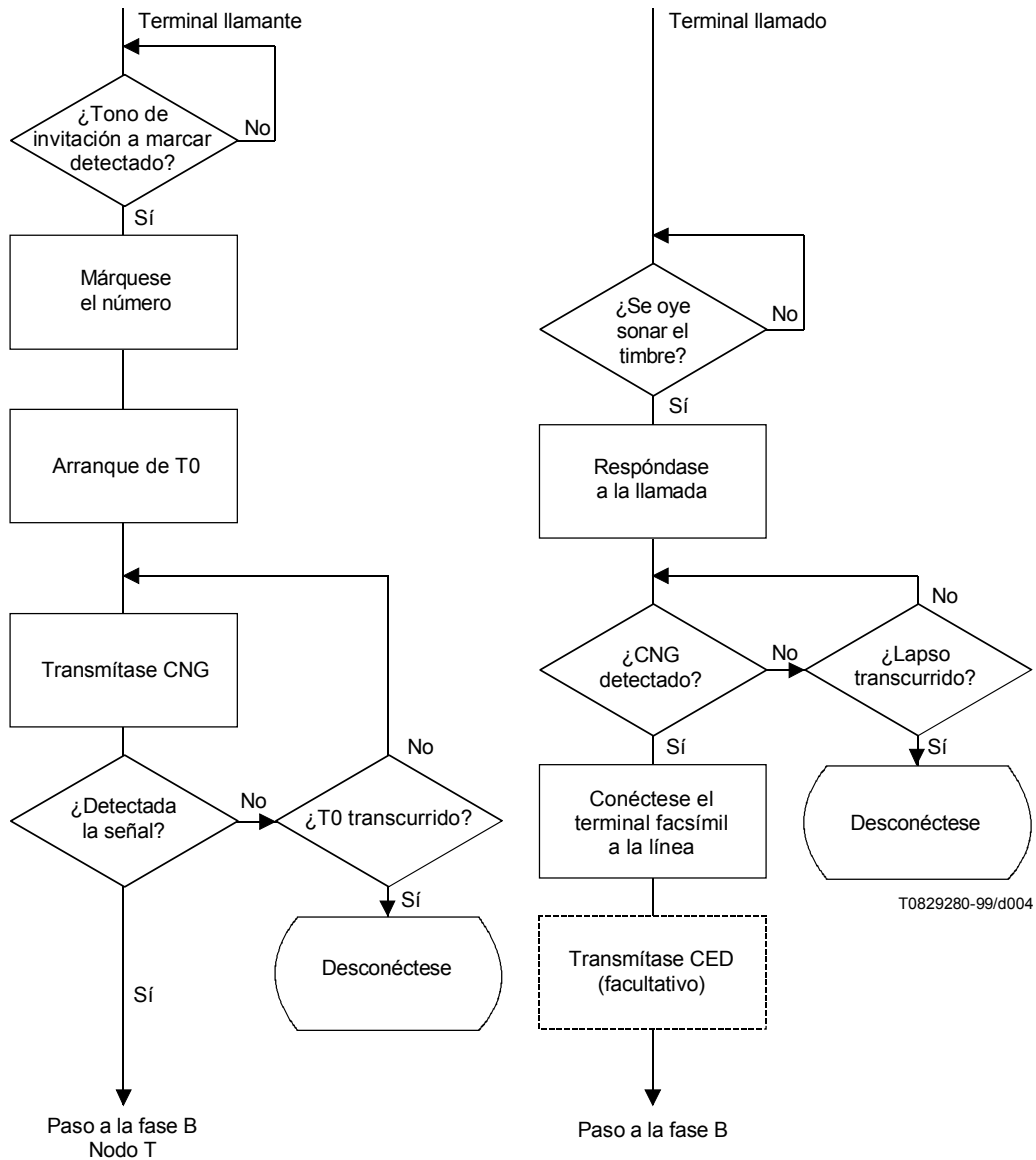 Terminal llamante
¿Tono de
invitación a marcar
detectado?
No
Sí
Márquese
el número
Arranque de T0
Transmítase CNG
No
¿Detectada
la señal?
No
¿T0 transcurrido?
Sí
Desconéctese
Sí
Paso a la fase B
Nodo T
Terminal llamado
¿Se oye
sonar el
timbre?
No
Sí
Respóndase
a la llamada
No
¿CNG
detectado?
No
¿Lapso
transcurrido?
Sí
Sí
Conéctese el
terminal facsímil
a la línea
Desconéctese
T0829280-99/d004
Transmítase CED
(facultativo)
Paso a la fase B